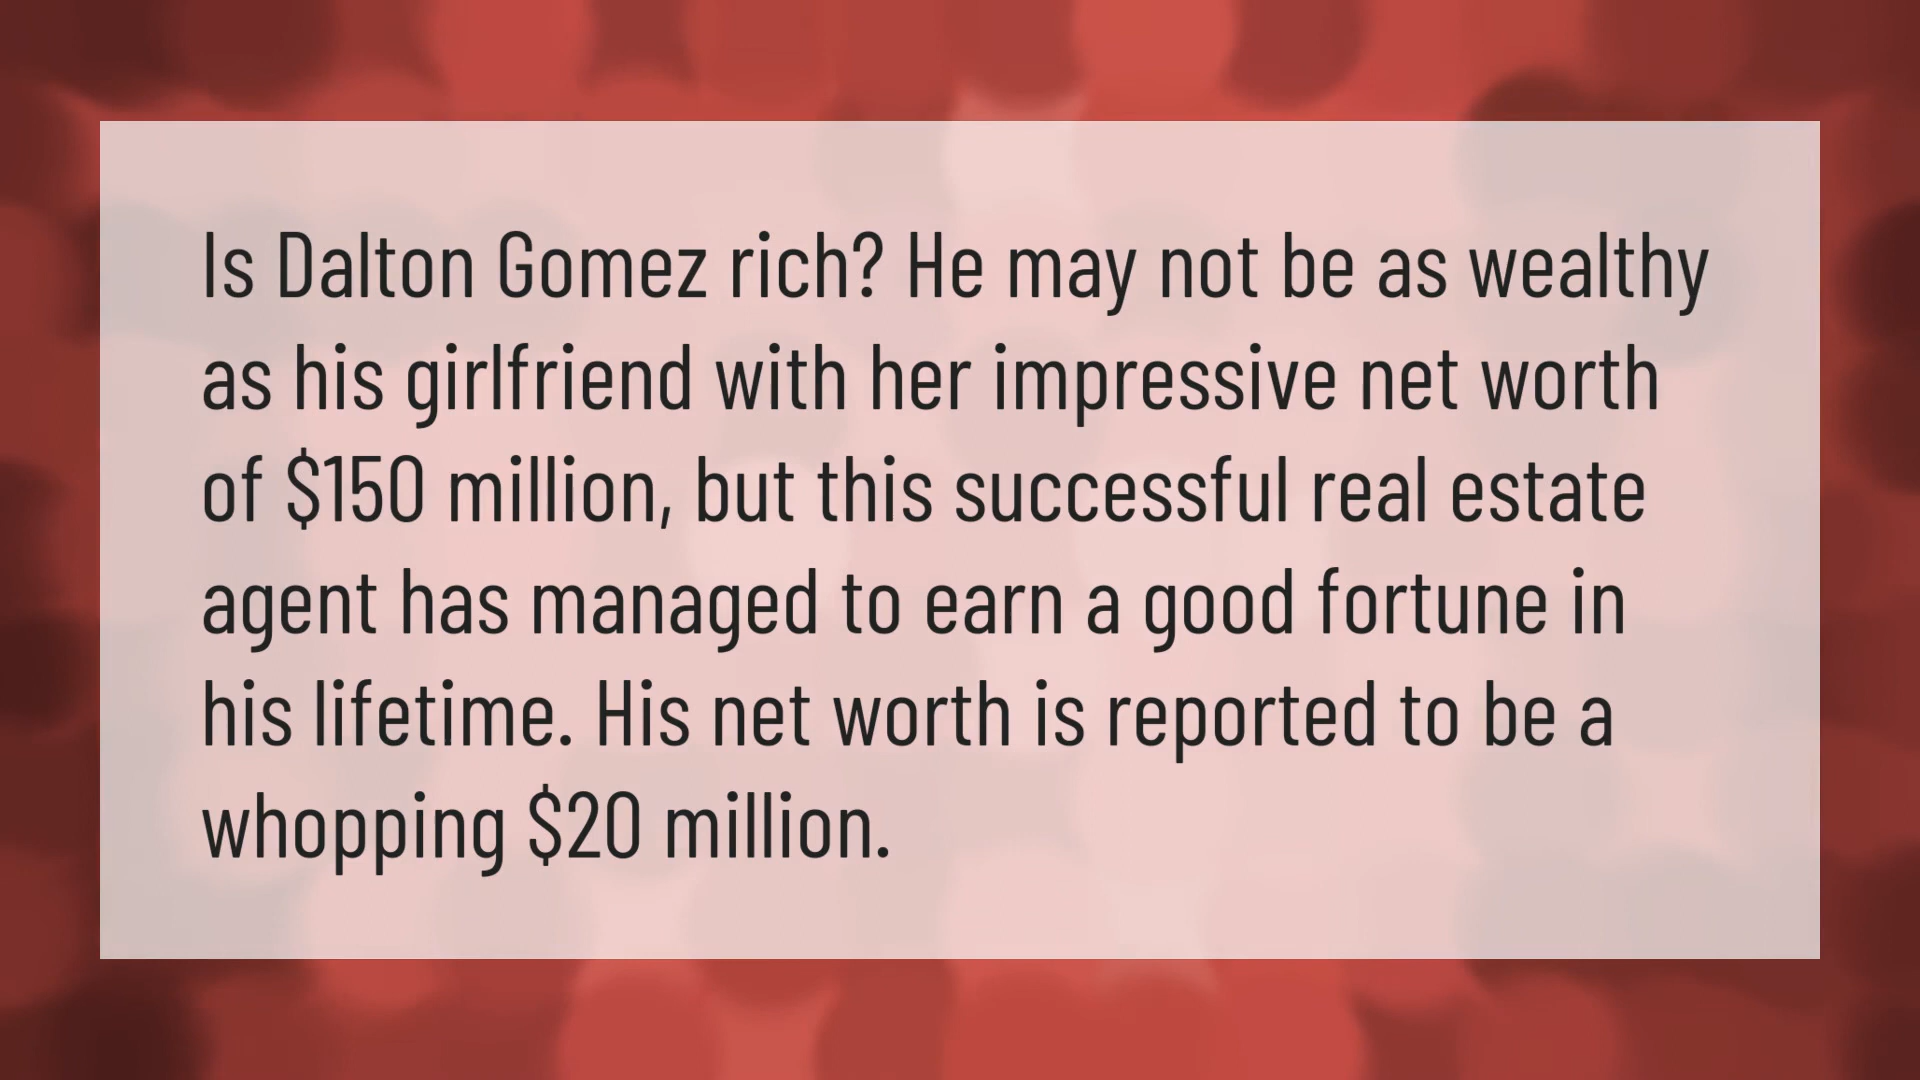 Is Dalton Gomez rich? He may not be as wealthy
as his girlfriend with her impressive net worth
of $150 million, but this successful real estate
agent has managed to earn a good fortune in
his lifetime. His net worth is reported to be a
whopping $20 million.